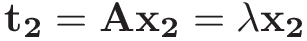 t₂ = Ax₂ = λx₂